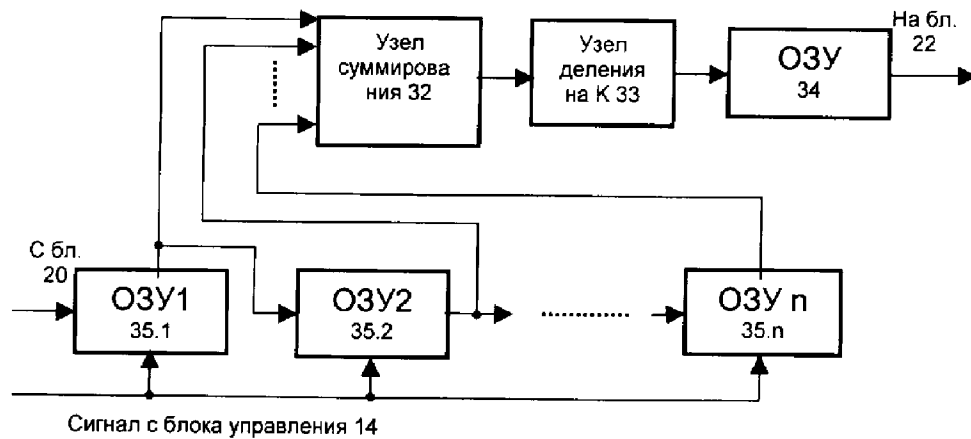 Узел
суммирова
ния 32
Узел
деления
на К 33
ОЗУ
34
На бл.
22
С бл.
20
ОЗУ1
35.1
ОЗУ2
35.2
ОЗУ n
35.n
Сигнал с блока управления 14